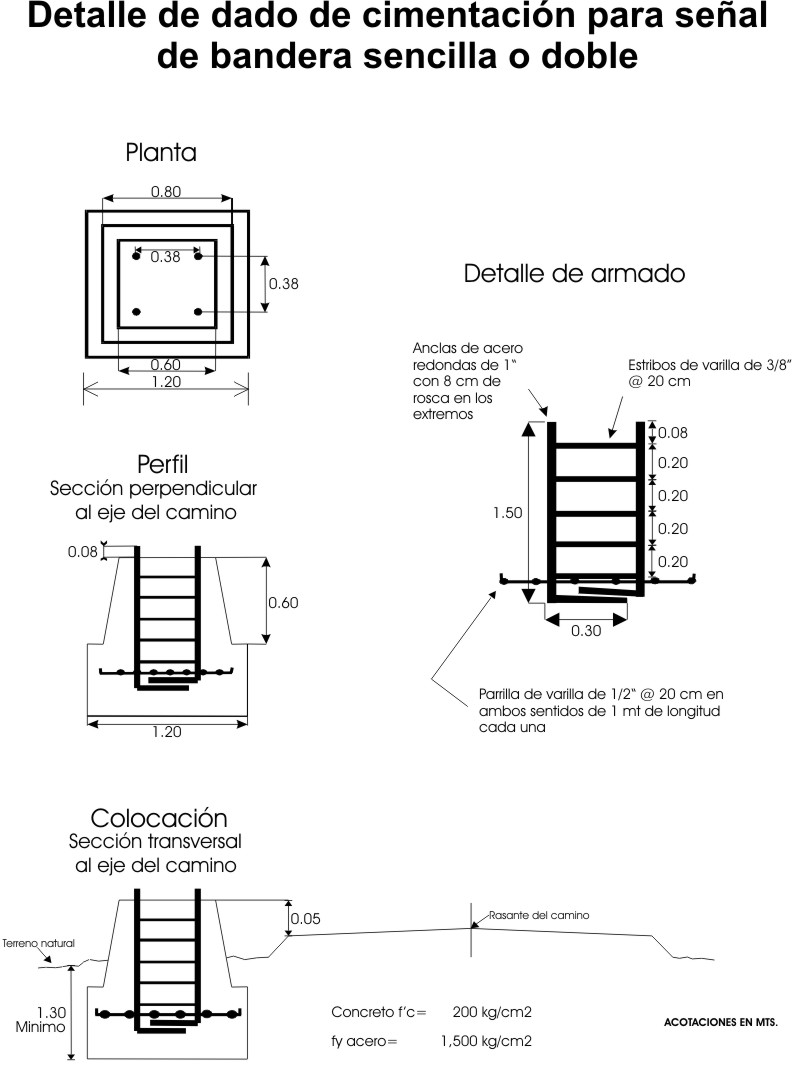 Detalle de dado de cimentación para señal
de bandera sencilla o doble
Planta
0.80
0.38
0.38
0.60
1.20
Detalle de armado
Anclas de acero
redondas de 1"
con 8 cm de
rosca en los
extremos
Estribos de varilla de 3/8"
@ 20 cm
0.08
0.20
0.20
0.20
0.20
1.50
0.30
Parrilla de varilla de 1/2" @ 20 cm en
ambos sentidos de 1 mt de longitud
cada una
Perfil
Sección perpendicular
al eje del camino
0.08
0.60
1.20
Colocación
Sección transversal
al eje del camino
0.05
Rasante del camino
Terreno natural
1.30
Minimo
Concreto f'c= 200 kg/cm2
fy acero= 1,500 kg/cm2
ACOTACIONES EN MTS.